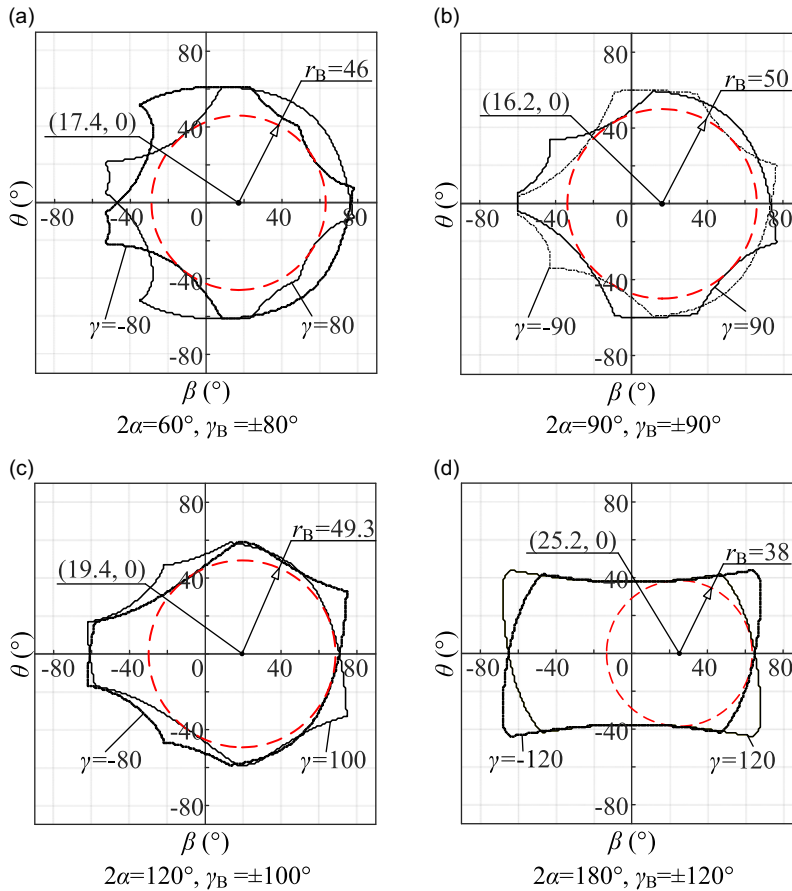 (a)
80
r_B=46
(17.4, 0)
40
θ (°)
-80 -40 0 40 80
-40
γ=-80
γ=80
-80
β (°)
2α=60°, γ_B =±80°
(b)
80
r_B=50
(16.2, 0)
40
θ (°)
-80 -40 0 40 80
-40
γ=-90
γ=90
-80
β (°)
2α=90°, γ_B =±90°
(c)
80
r_B=49.3
(19.4, 0)
40
θ (°)
-80 -40 0 40 80
-40
γ=-80
γ=100
-80
β (°)
2α=120°, γ_B =±100°
(d)
80
(25.2, 0)
r_B=38
40
θ (°)
-80 -40 0 40 80
-40
γ=-120
γ=120
-80
β (°)
2α=180°, γ_B =±120°